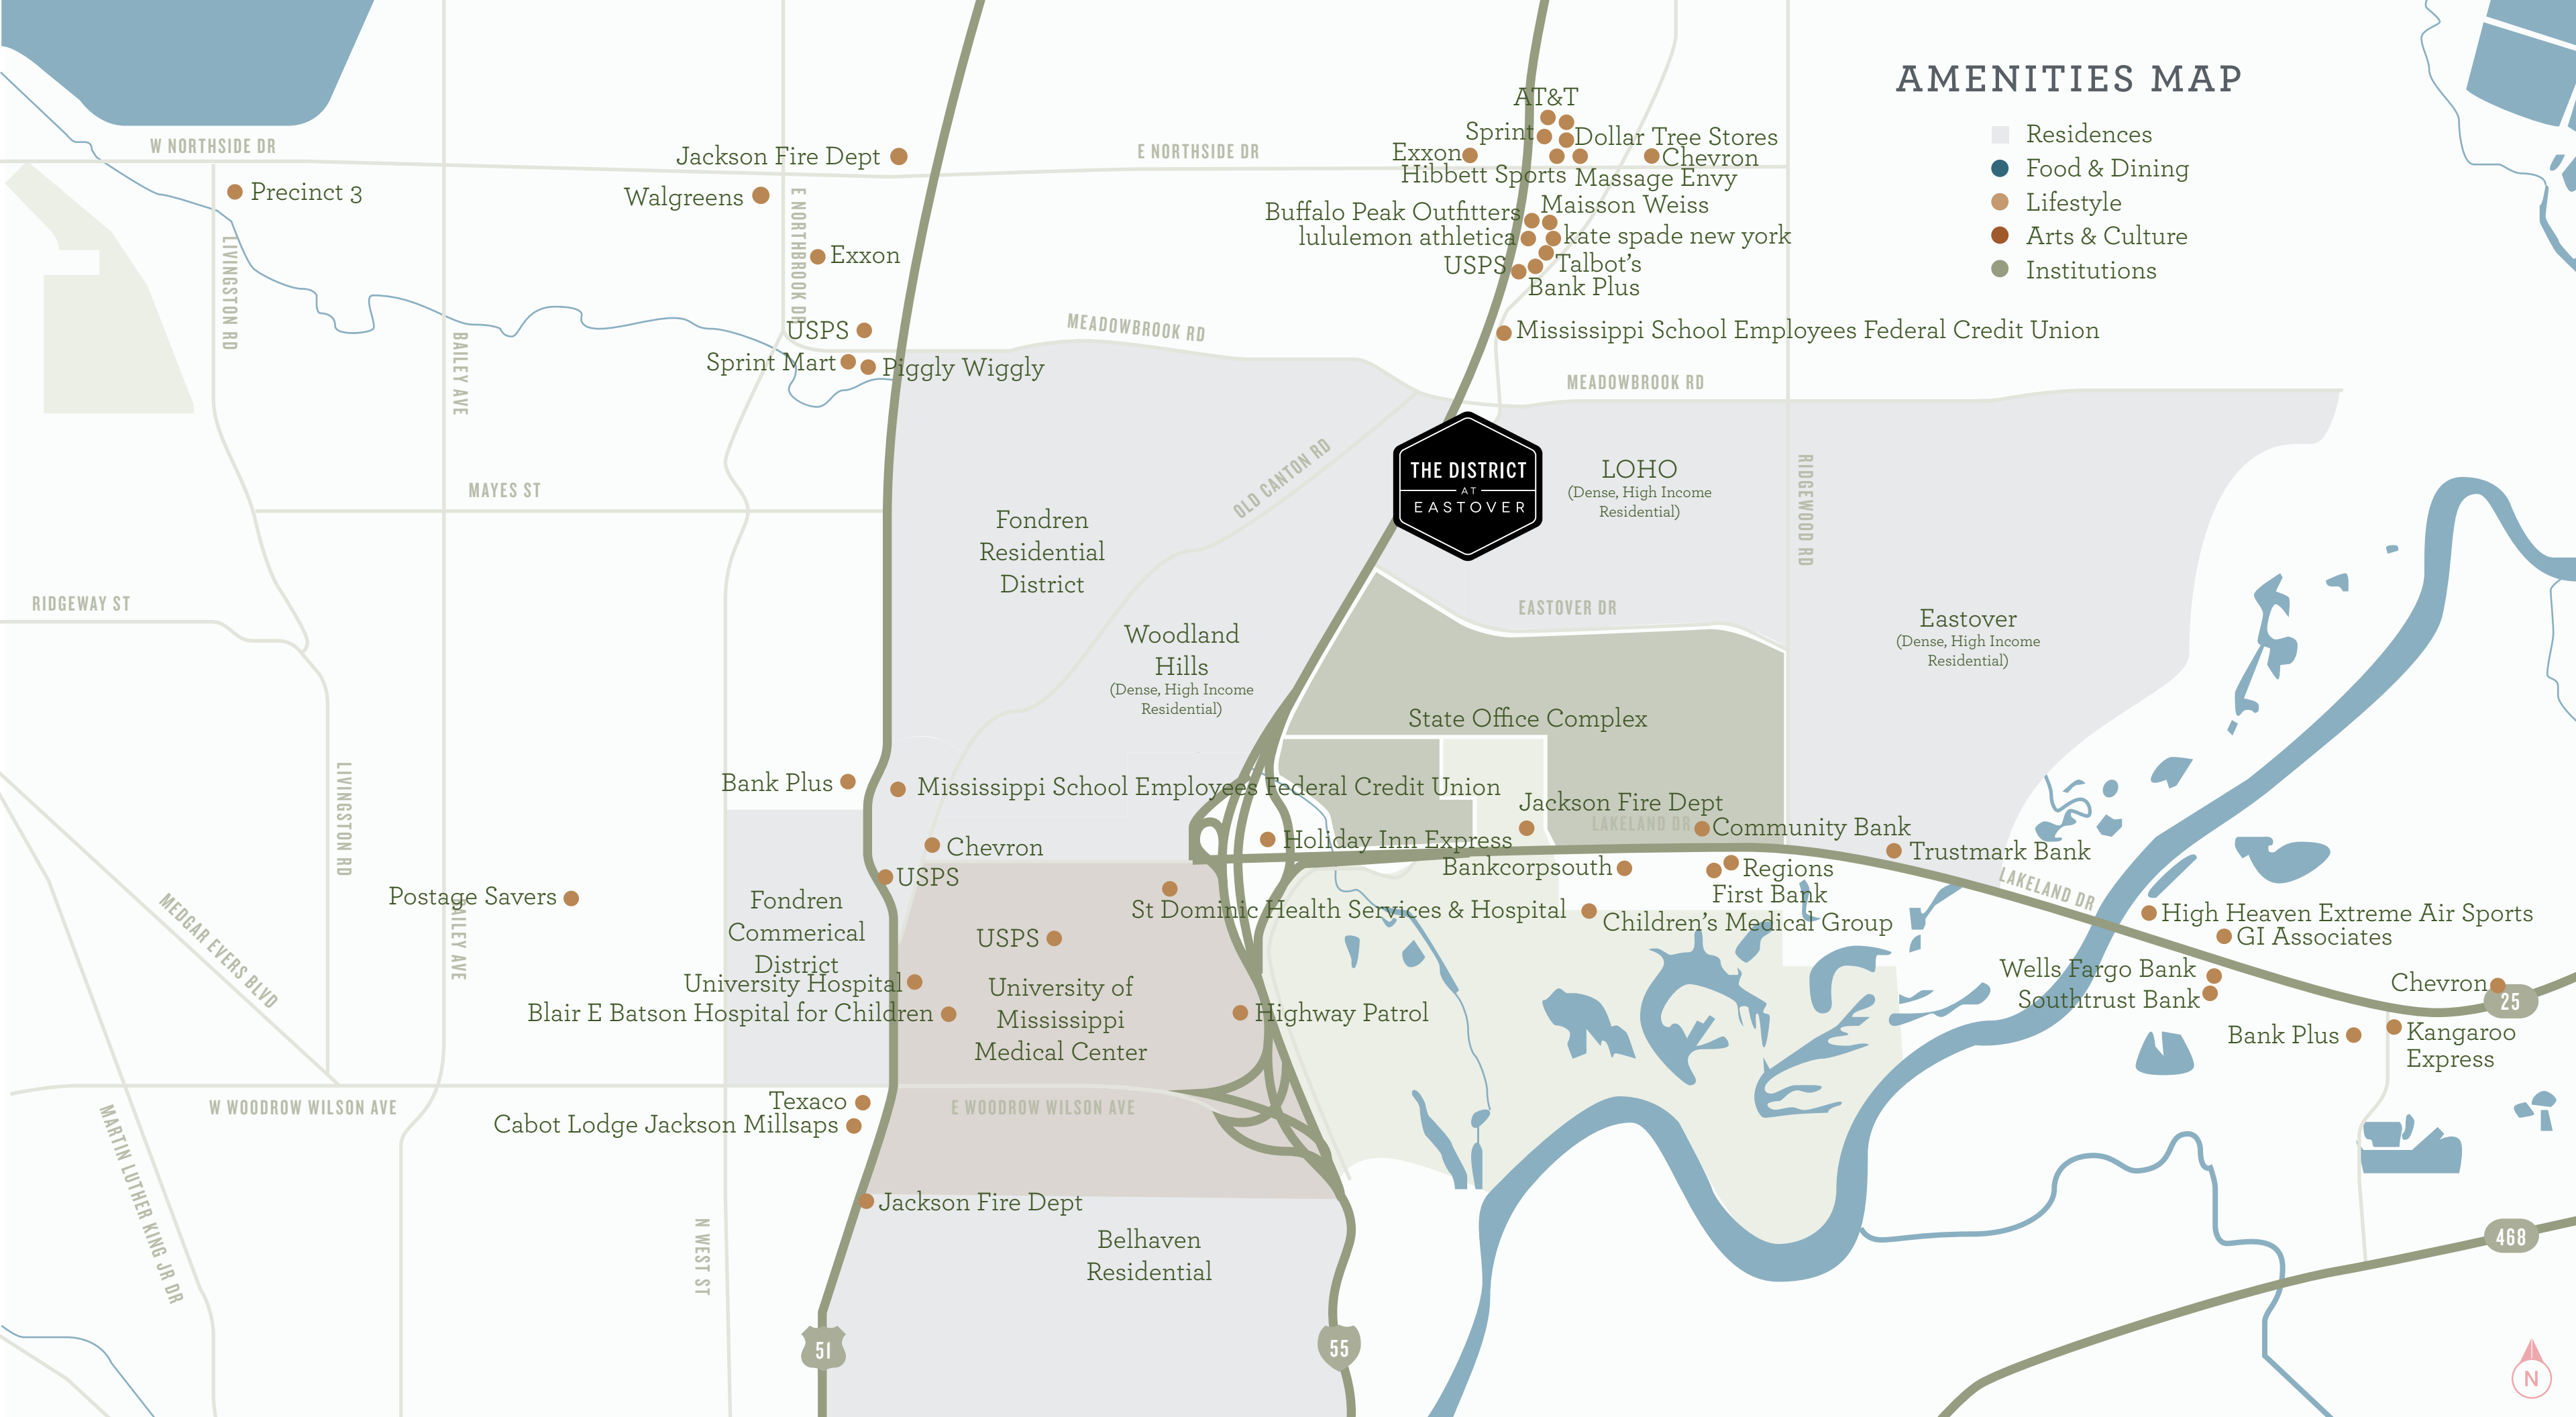 AMENITIES MAP
Residences
Food & Dining
Lifestyle
Arts & Culture
Institutions
W NORTHSIDE DR
Precinct 3
LIVINGSTON RD
BAILEY AVE
Jackson Fire Dept
Walgreens
E NORTHBROOK DR
Exxon
USPS
Sprint Mart
Piggly Wiggly
E NORTHSIDE DR
AT&T
Sprint
Dollar Tree Stores
Exxon
Chevron
Hibbett Sports
Massage Envy
Maisson Weiss
Buffalo Peak Outfitters
lululemon athletica
kate spade new york
USPS
Talbot's
Bank Plus
Mississippi School Employees Federal Credit Union
MEADOWBROOK RD
MEADOWBROOK RD
MAYES ST
OLD CANTON RD
THE DISTRICT
AT
EASTOVER
LOHO
(Dense, High Income
Residential)
RIDGEWOOD RD
Fondren
Residential
District
RIDGEWAY ST
EASTOVER DR
Woodland
Hills
(Dense, High Income
Residential)
Eastover
(Dense, High Income
Residential)
State Office Complex
Bank Plus
Mississippi School Employees Federal Credit Union
Jackson Fire Dept
LAKELAND DR
Community Bank
LIVINGSTON RD
Chevron
Holiday Inn Express
Trustmark Bank
Bankcorpsouth
Regions
First Bank
USPS
LAKELAND DR
Postage Savers
MEDGAR EVERS BLVD
BAILEY AVE
Fondren
Commerical
District
St Dominic Health Services & Hospital
Children's Medical Group
High Heaven Extreme Air Sports
GI Associates
USPS
University Hospital
Blair E Batson Hospital for Children
University of
Mississippi
Medical Center
Highway Patrol
Wells Fargo Bank
Southtrust Bank
Chevron
25
Bank Plus
Kangaroo
Express
W WOODROW WILSON AVE
E WOODROW WILSON AVE
Texaco
Cabot Lodge Jackson Millsaps
MARTIN LUTHER KING JR DR
Jackson Fire Dept
N WEST ST
Belhaven
Residential
468
51
55
N